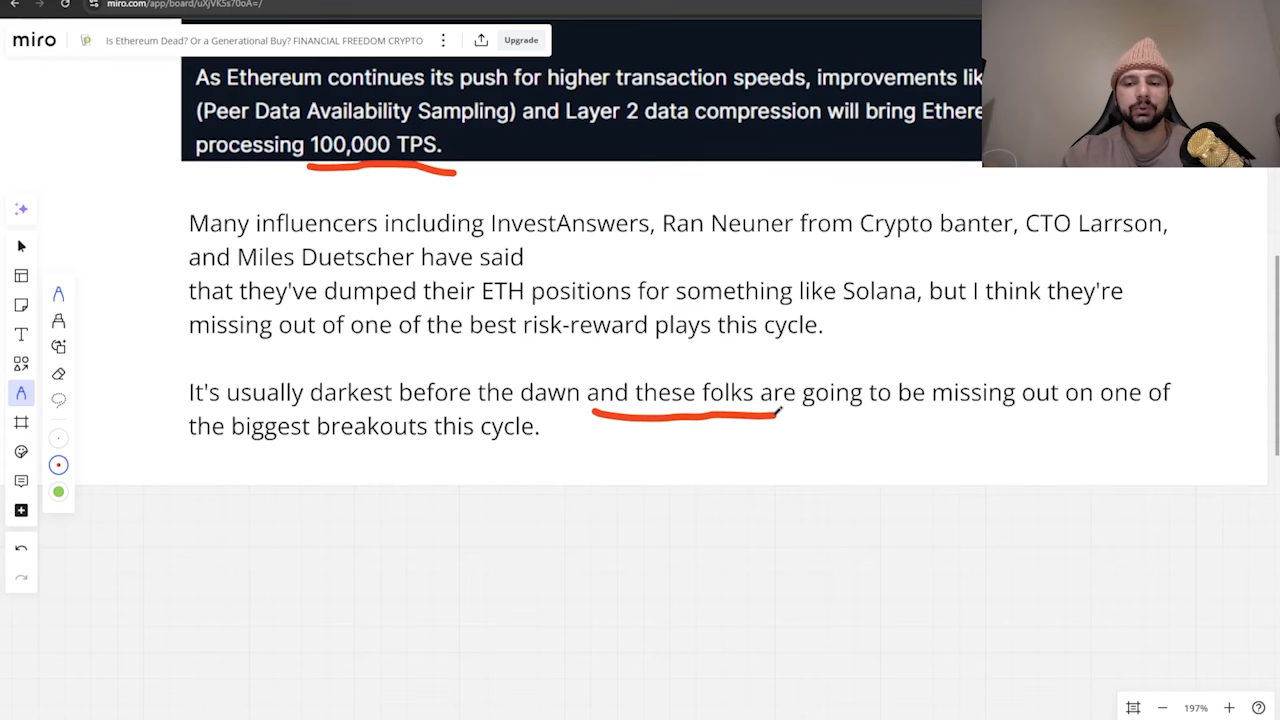 miro.com/app/board/uXjVK5s70oA=/
miro
Is Ethereum Dead? Or a Generational Buy? FINANCIAL FREEDOM CRYPTO
Upgrade
As Ethereum continues its push for higher transaction speeds, improvements lik
(Peer Data Availability Sampling) and Layer 2 data compression will bring Ethere
processing 100,000 TPS.
Many influencers including InvestAnswers, Ran Neuner from Crypto banter, CTO Larrson,
and Miles Duetscher have said
that they've dumped their ETH positions for something like Solana, but I think they're
missing out of one of the best risk-reward plays this cycle.
It's usually darkest before the dawn and these folks are going to be missing out on one of
the biggest breakouts this cycle.
197%